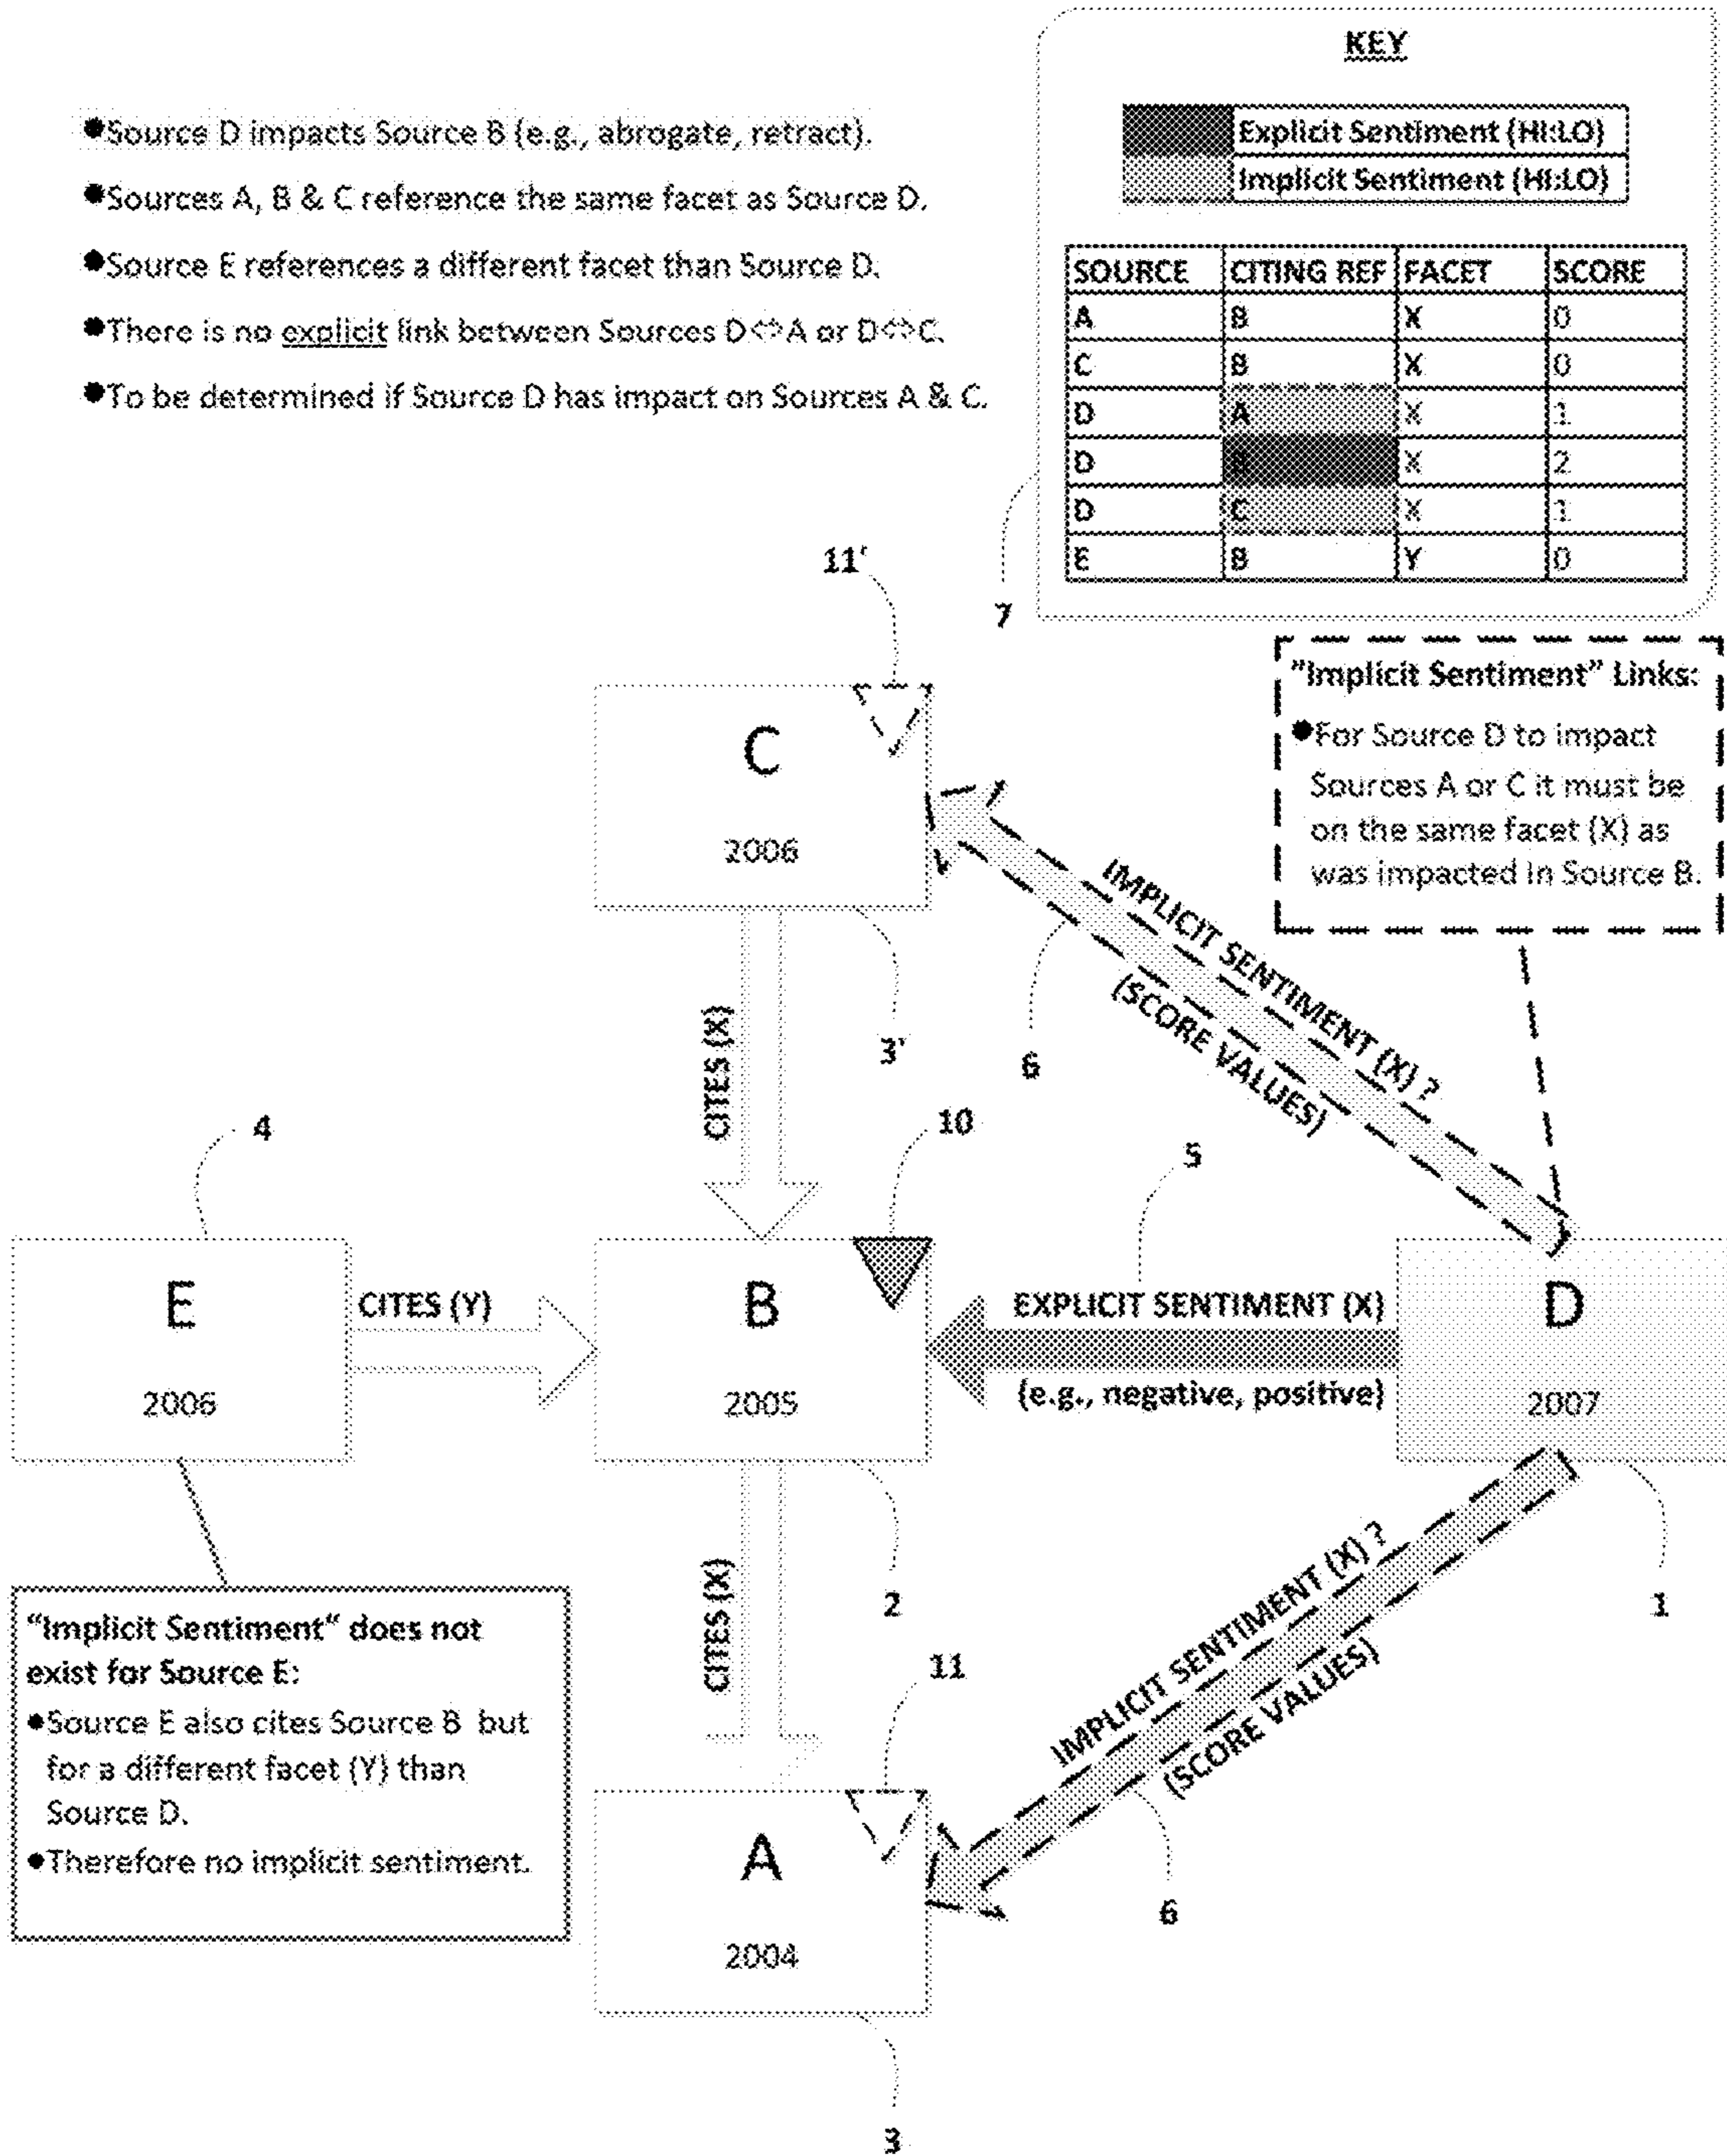 ●Source D impacts Source B (e.g., abrogate, retract).
●Sources A, B & C reference the same facet as Source D.
●Source E references a different facet than Source D.
●There is no explicit link between Sources D⇔A or D⇔C.
●To be determined if Source D has impact on Sources A & C.
KEY
Explicit Sentiment (HI:LO)
Implicit Sentiment (HI:LO)
SOURCE CITING REF FACET SCORE
A B X 0
C B X 0
D A X 1
D B X 2
D C X 1
E B Y 0
7
11'
"Implicit Sentiment" Links:
●For Source D to impact
Sources A or C it must be
on the same facet (X) as
was impacted in Source B.
C
2006
3'
6
IMPLICIT SENTIMENT (X) ?
(SCORE VALUES)
CITES (X)
4
10
5
E
2006
CITES (Y)
B
2005
EXPLICIT SENTIMENT (X)
(e.g., negative, positive)
D
2007
2
1
CITES (X)
"Implicit Sentiment" does not
exist for Source E:
●Source E also cites Source B but
for a different facet (Y) than
Source D.
●Therefore no implicit sentiment.
11
IMPLICIT SENTIMENT (X) ?
(SCORE VALUES)
6
A
2004
3